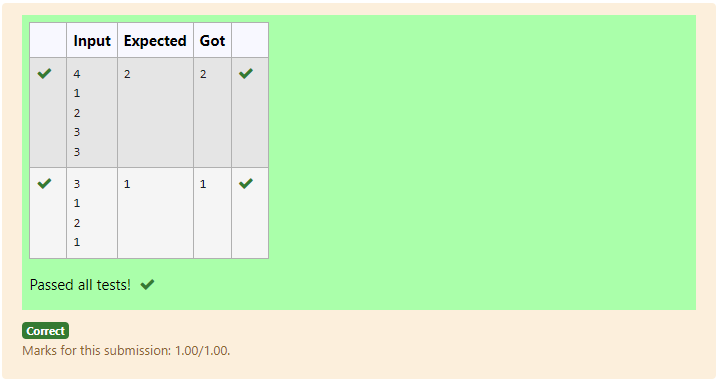 Input Expected Got
4 2 2
1
2
3
3
3 1 1
1
2
1
Passed all tests!
Correct
Marks for this submission: 1.00/1.00.